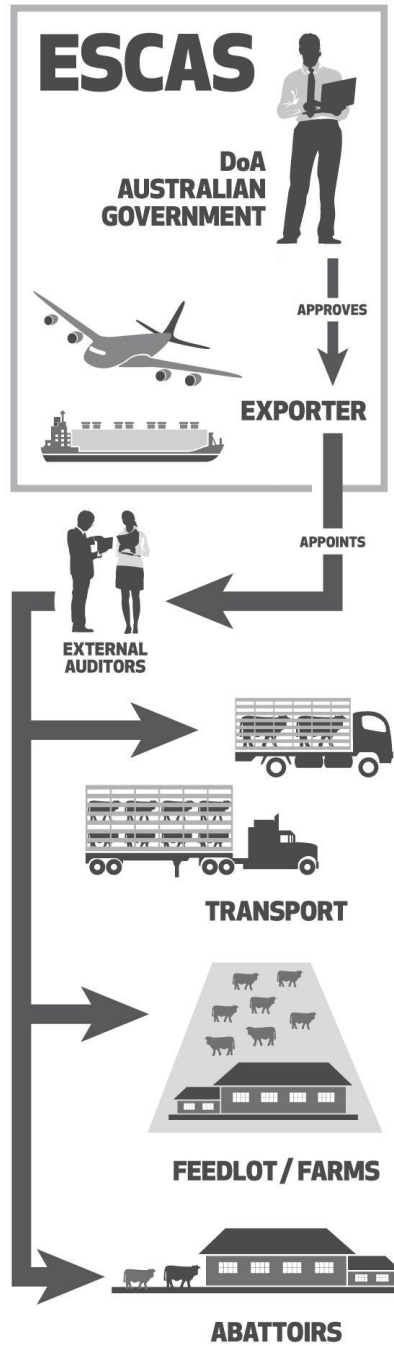 ESCAS
DoA
AUSTRALIAN
GOVERNMENT
APPROVES
EXPORTER
APPOINTS
EXTERNAL
AUDITORS
TRANSPORT
FEEDLOT / FARMS
ABATTOIRS